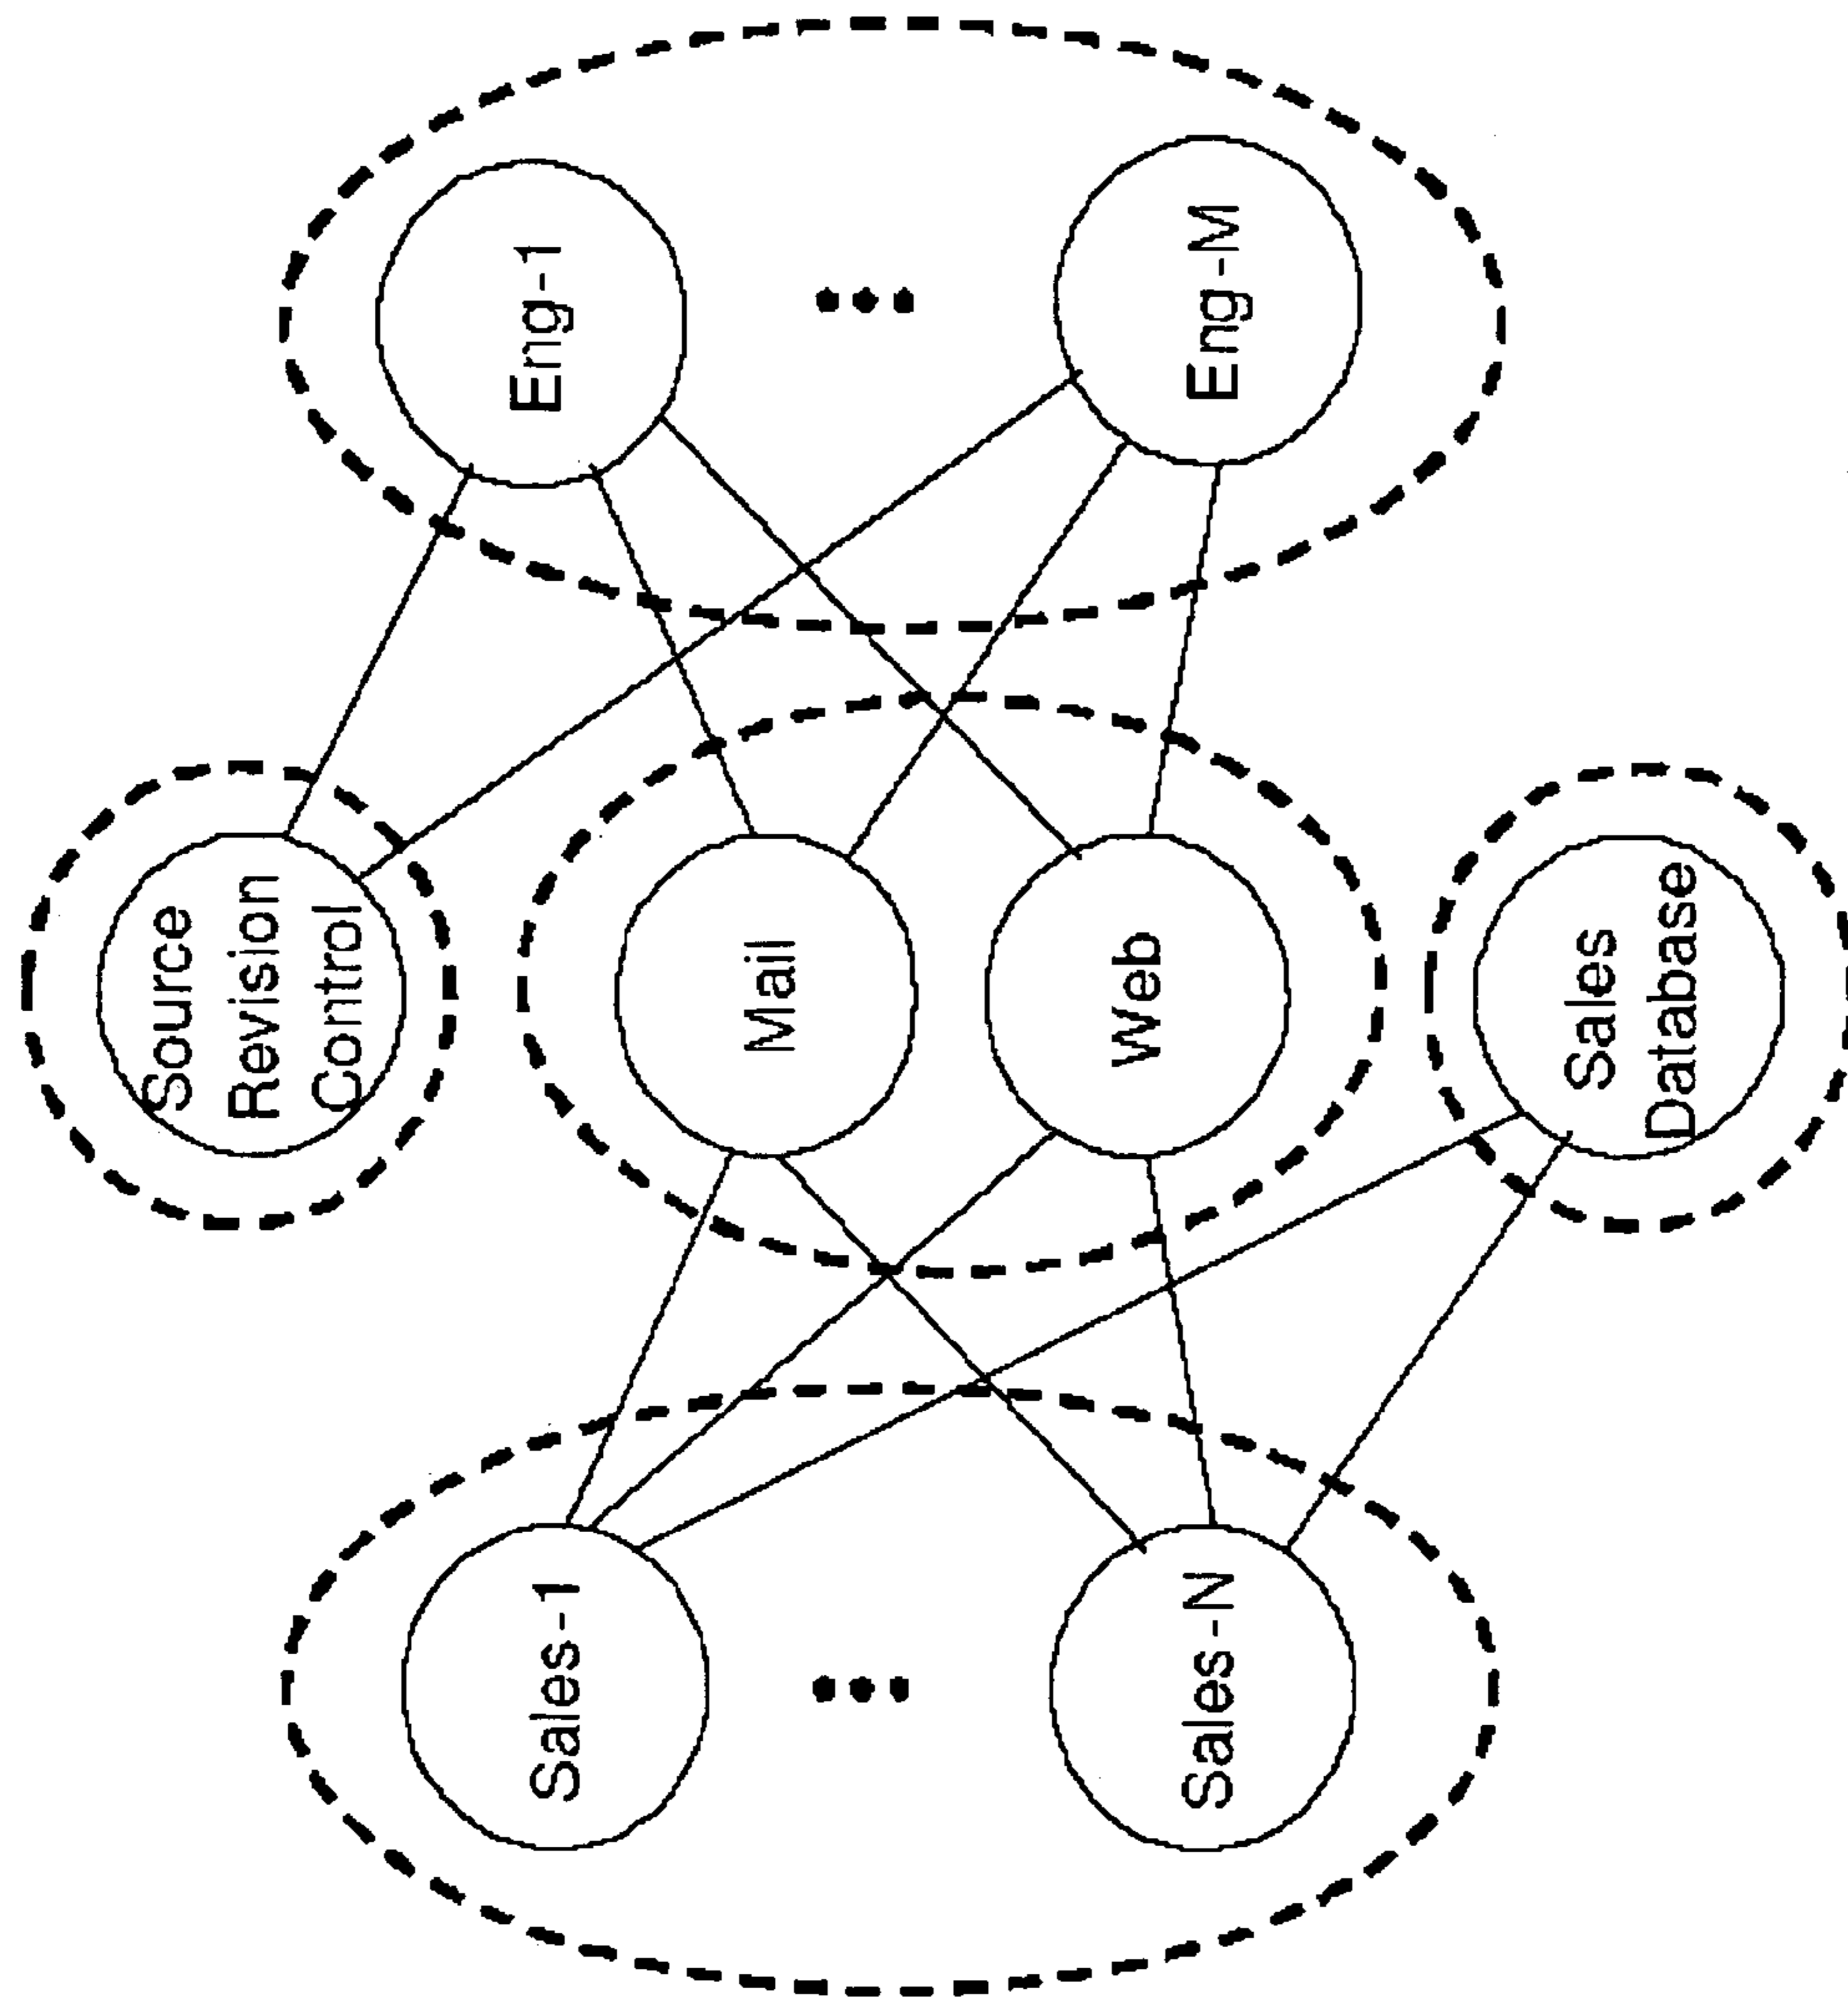 Source
Revision
Control
Eng-1
Mail
Sales-1
Eng-M
Web
Sales-N
Sales
Database